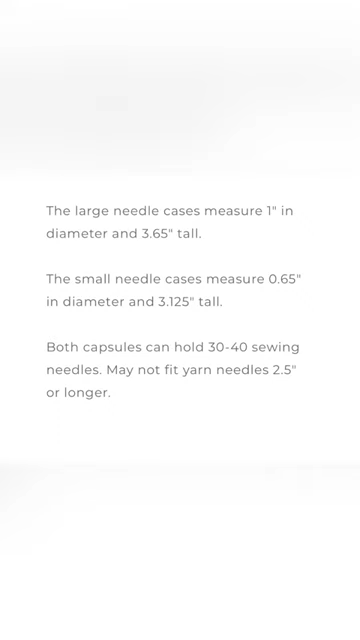 The large needle cases measure 1" in
diameter and 3.65" tall.
The small needle cases measure 0.65"
in diameter and 3.125" tall.
Both capsules can hold 30-40 sewing
needles. May not fit yarn needles 2.5"
or longer.